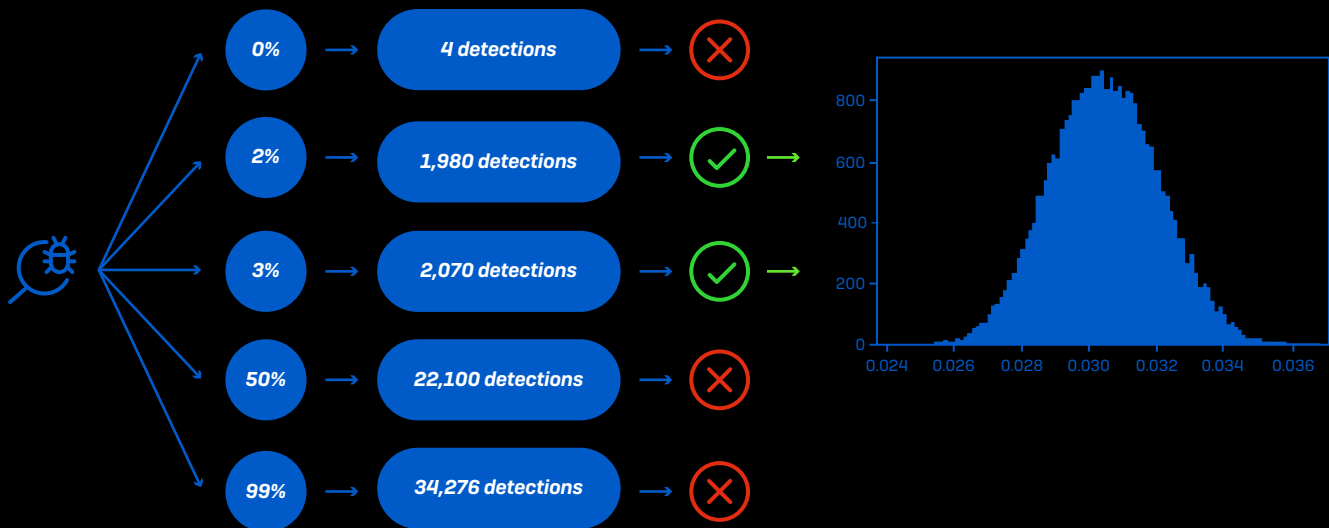 0%
4 detections
2%
1,980 detections
3%
2,070 detections
50%
22,100 detections
99%
34,276 detections
800
600
400
200
0
0.024 0.026 0.028 0.030 0.032 0.034 0.036